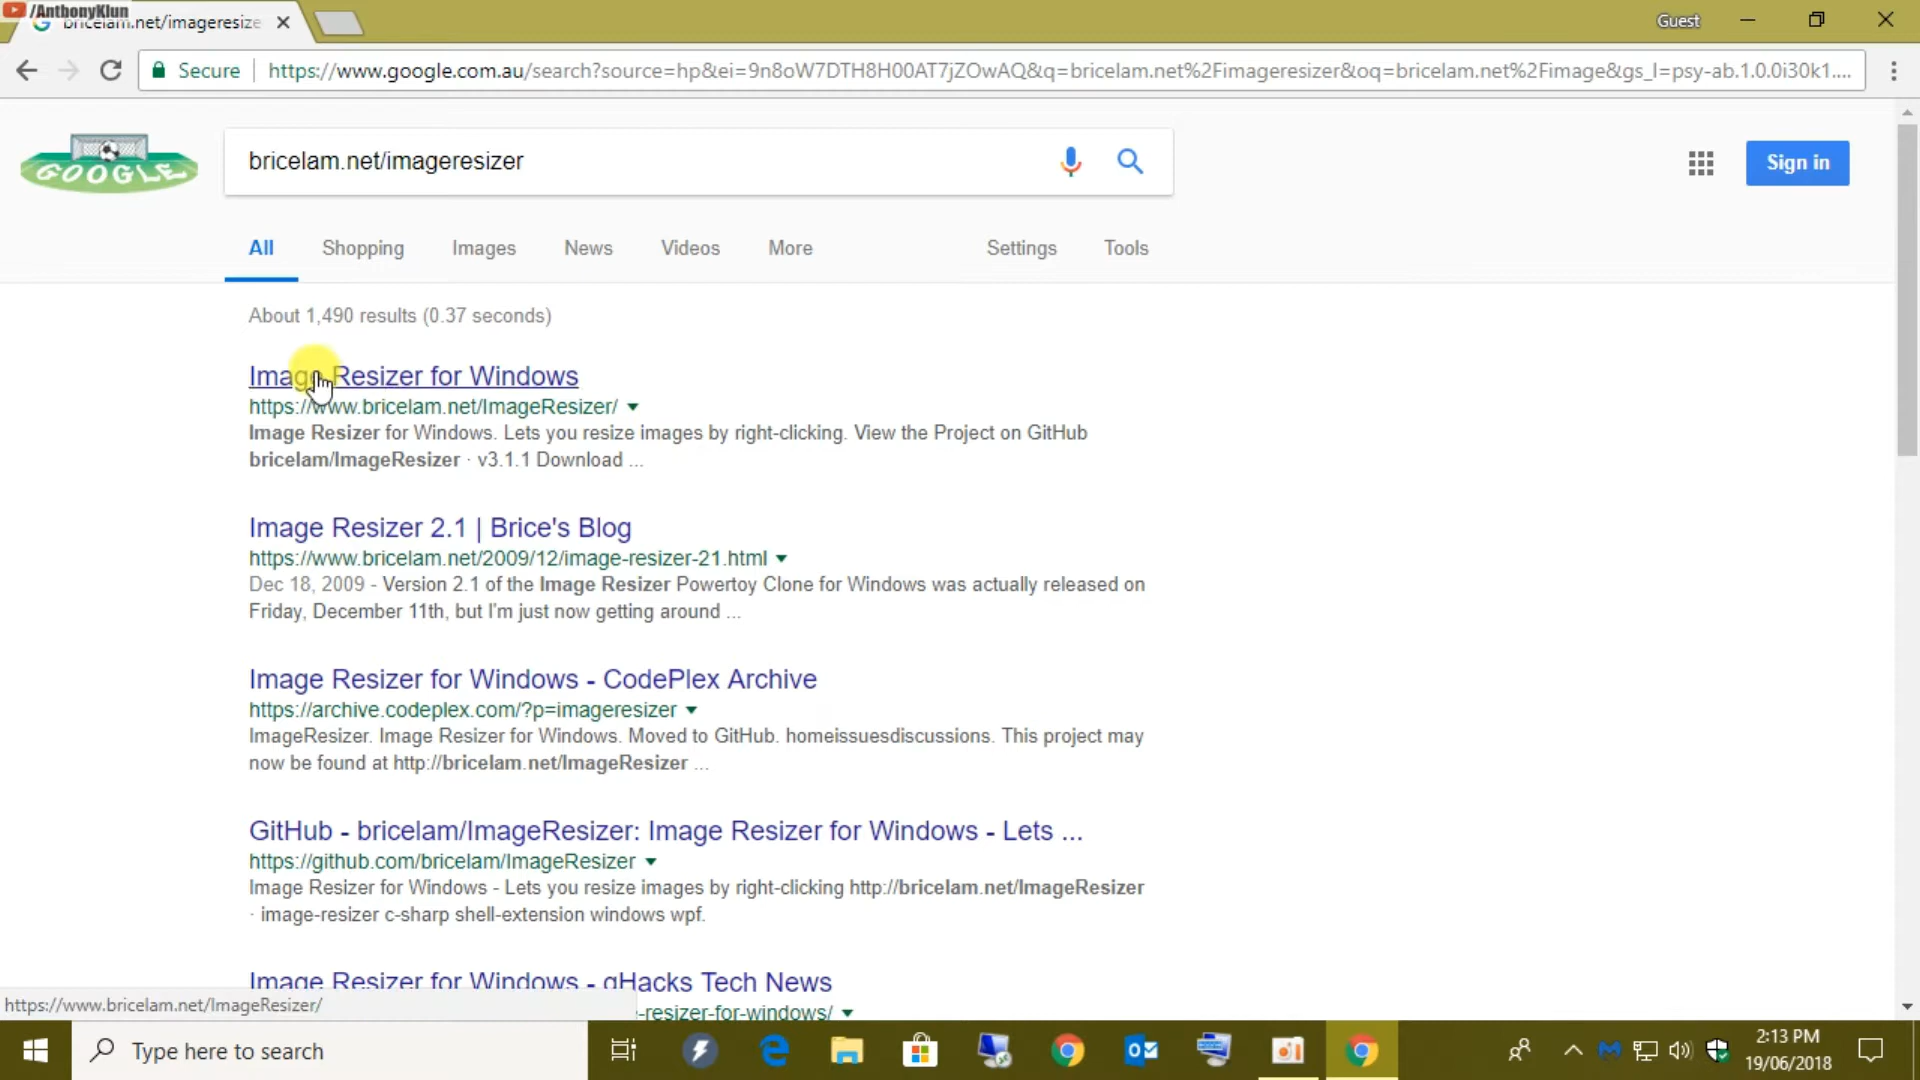 /AnthonyKlun
bricelam.net/imageresize
Guest
Secure
https://www.google.com.au/search?source=hp&ei=9n8oW7DTH8H00AT7jZOwAQ&q=bricelam.net%2Fimageresizer&oq=bricelam.net%2Fimage&gs_l=psy-ab.1.0.0i30k1....
GOOGLE
bricelam.net/imageresizer
Sign in
All Shopping Images News Videos More Settings Tools
About 1,490 results (0.37 seconds)
Image Resizer for Windows
https://www.bricelam.net/ImageResizer/
Image Resizer for Windows. Lets you resize images by right-clicking. View the Project on GitHub
bricelam/ImageResizer · v3.1.1 Download ...
Image Resizer 2.1 | Brice's Blog
https://www.bricelam.net/2009/12/image-resizer-21.html
Dec 18, 2009 - Version 2.1 of the Image Resizer Powertoy Clone for Windows was actually released on
Friday, December 11th, but I'm just now getting around ...
Image Resizer for Windows - CodePlex Archive
https://archive.codeplex.com/?p=imageresizer
ImageResizer. Image Resizer for Windows. Moved to GitHub. homeissuesdiscussions. This project may
now be found at http://bricelam.net/ImageResizer ...
GitHub - bricelam/ImageResizer: Image Resizer for Windows - Lets ...
https://github.com/bricelam/ImageResizer
Image Resizer for Windows - Lets you resize images by right-clicking http://bricelam.net/ImageResizer
· image-resizer c-sharp shell-extension windows wpf.
Image Resizer for Windows - gHacks Tech News
https://www.bricelam.net/ImageResizer/
-resizer-for-windows/
Type here to search
2:13 PM
19/06/2018